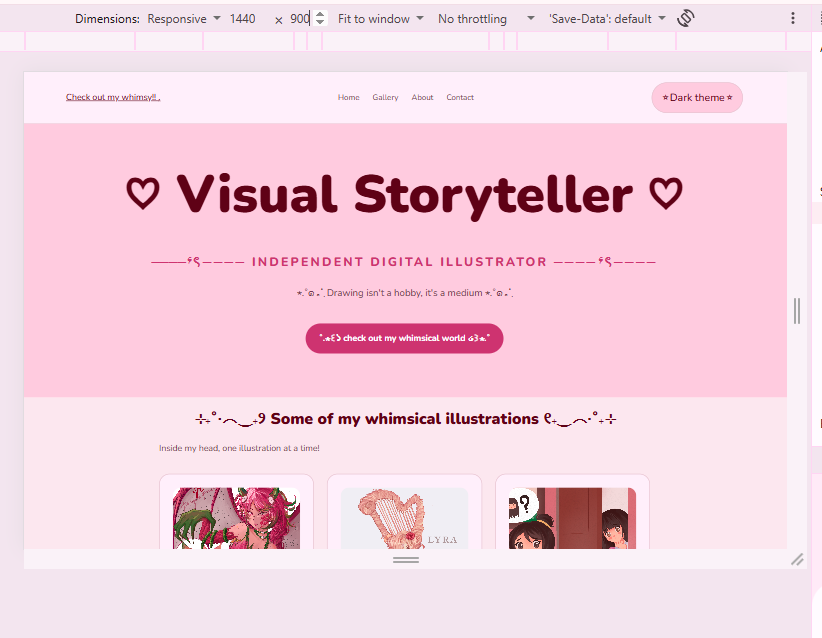 Dimensions: Responsive 1440 × 900 Fit to window No throttling 'Save-Data': default
Check out my whimsy!! .
Home Gallery About Contact
⭐Dark theme⭐
♡ Visual Storyteller ♡
INDEPENDENT DIGITAL ILLUSTRATOR
Drawing isn't a hobby, it's a medium
check out my whimsical world
Some of my whimsical illustrations
Inside my head, one illustration at a time!
?
LYRA